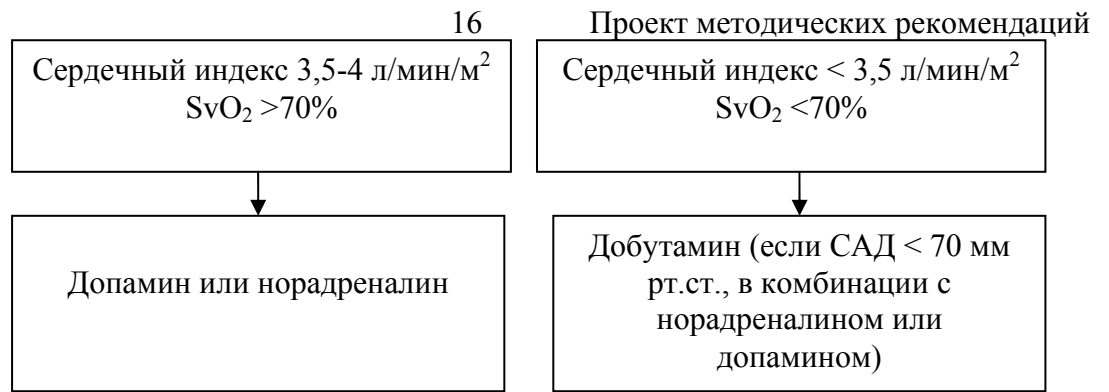 16 Проект методических рекомендаций
Сердечный индекс 3,5-4 л/мин/м²
SvO₂ >70%
Сердечный индекс < 3,5 л/мин/м²
SvO₂ <70%
Допамин или норадреналин
Добутамин (если САД < 70 мм
рт.ст., в комбинации с
норадреналином или
допамином)